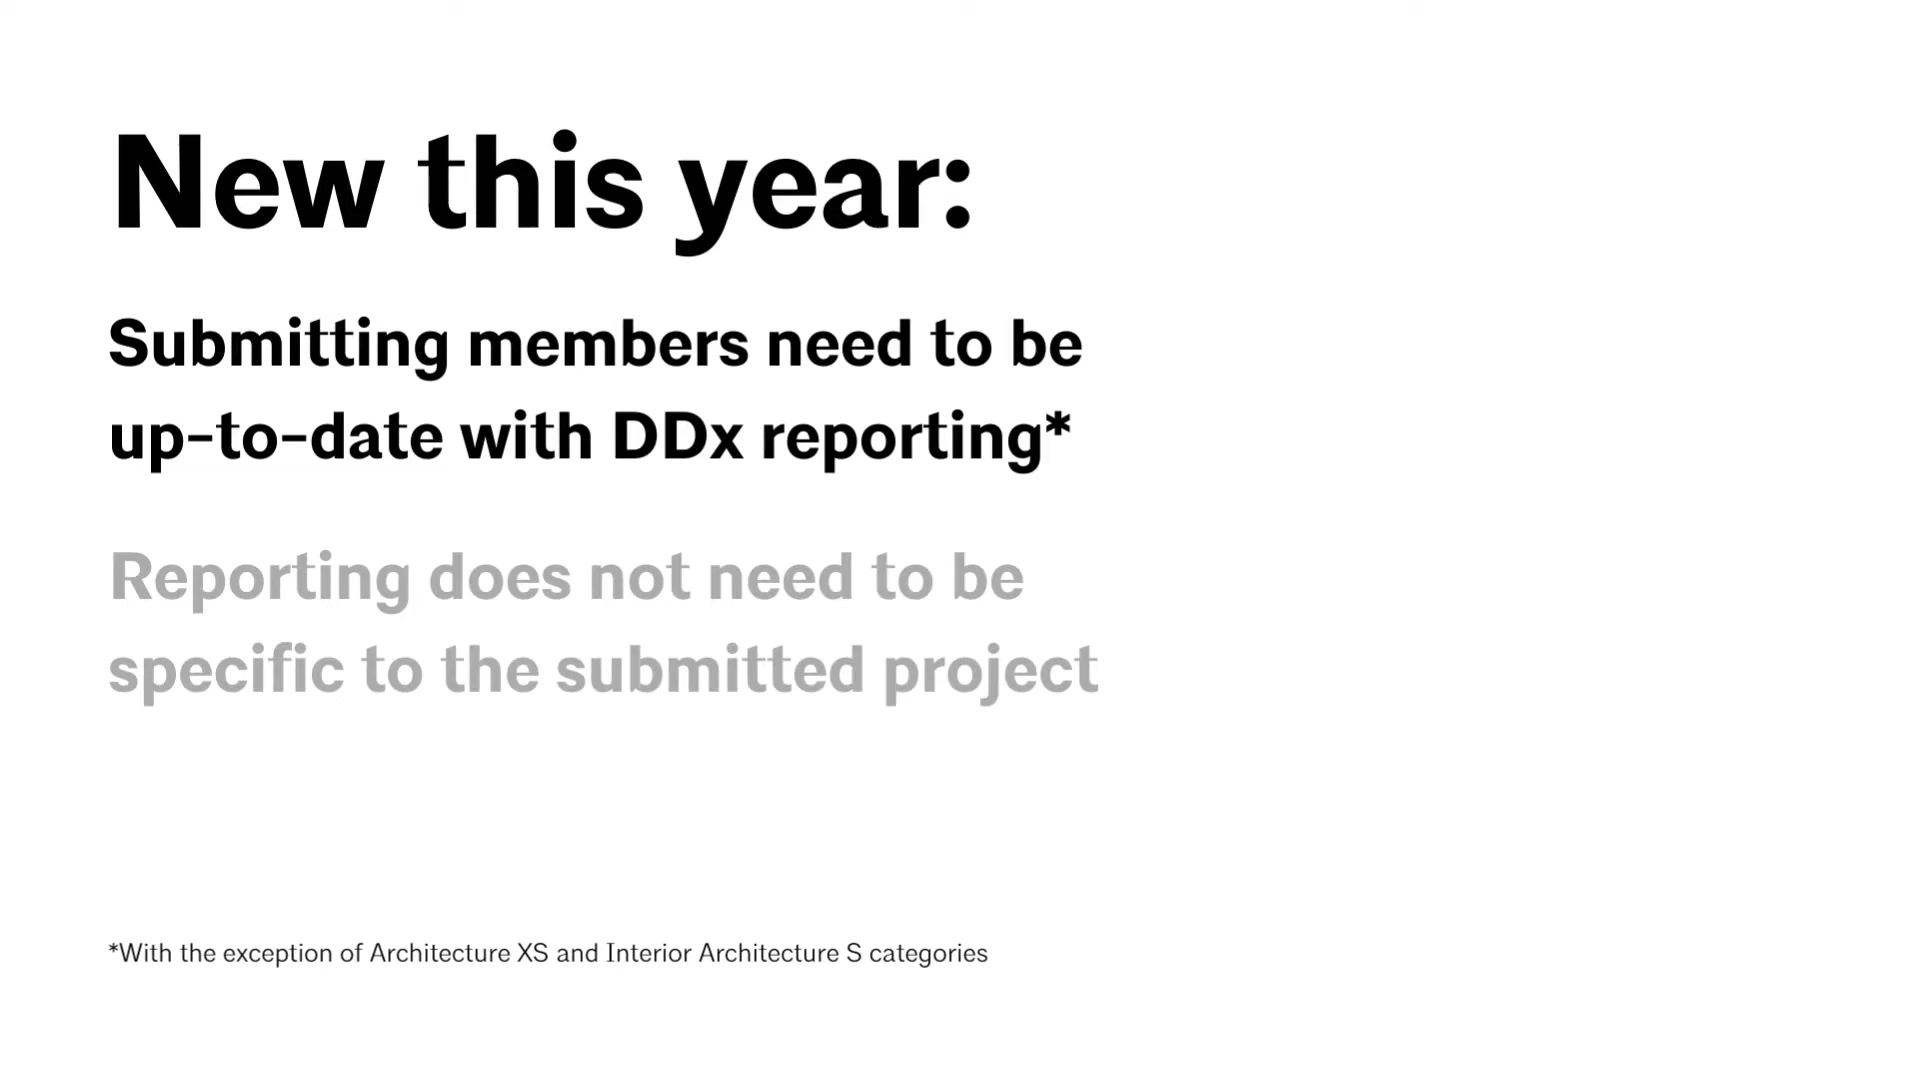 New this year:
Submitting members need to be
up-to-date with DDx reporting*
Reporting does not need to be
specific to the submitted project
*With the exception of Architecture XS and Interior Architecture S categories